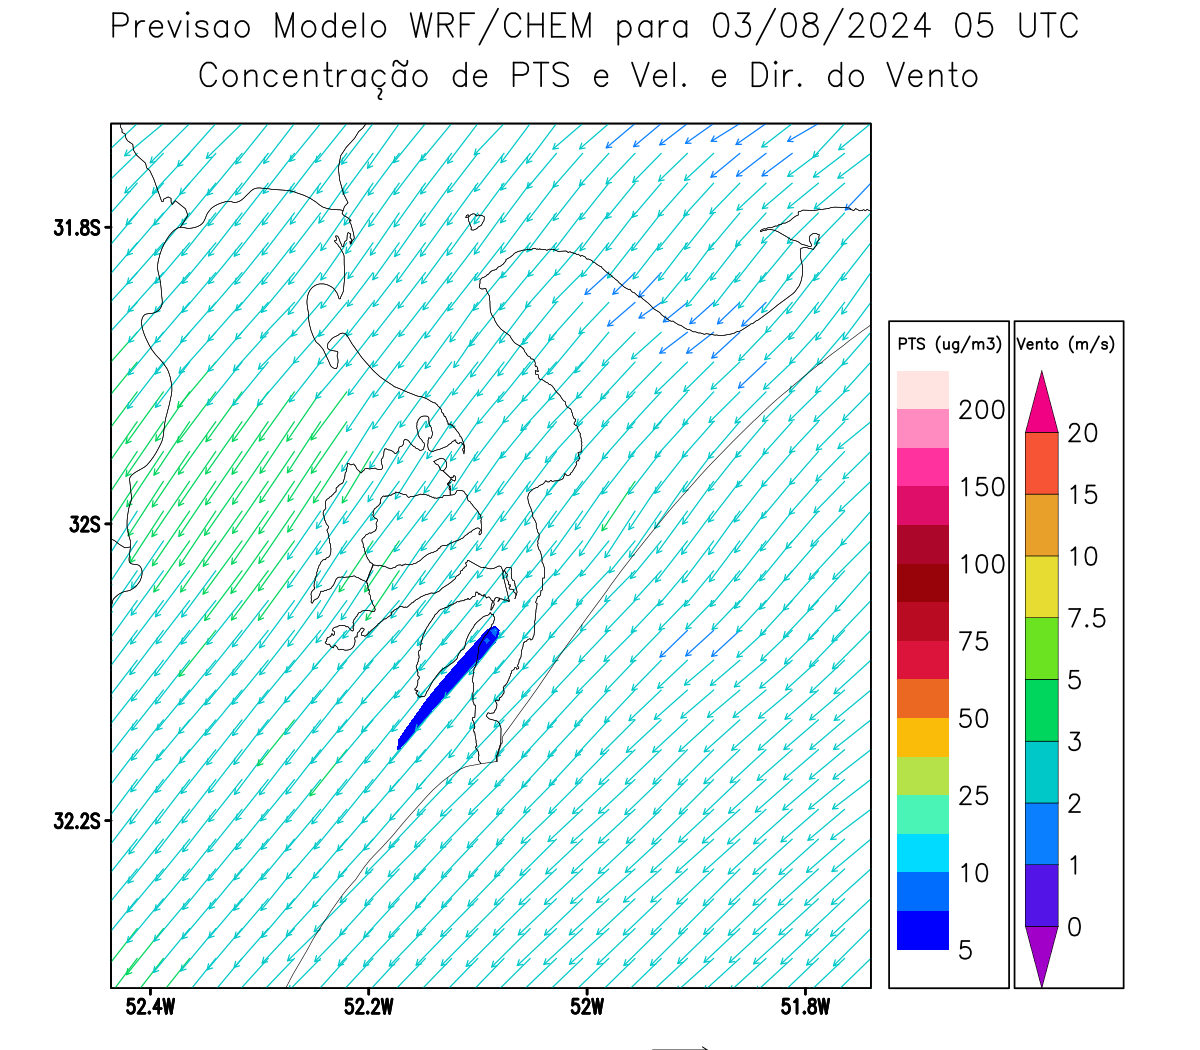 Previsao Modelo WRF/CHEM para 03/08/2024 05 UTC
Concentração de PTS e Vel. e Dir. do Vento
31.8S
32S
32.2S
52.4W
52.2W
52W
51.8W
PTS (ug/m3)
200
150
100
75
50
25
10
5
Vento (m/s)
20
15
10
7.5
5
3
2
1
0